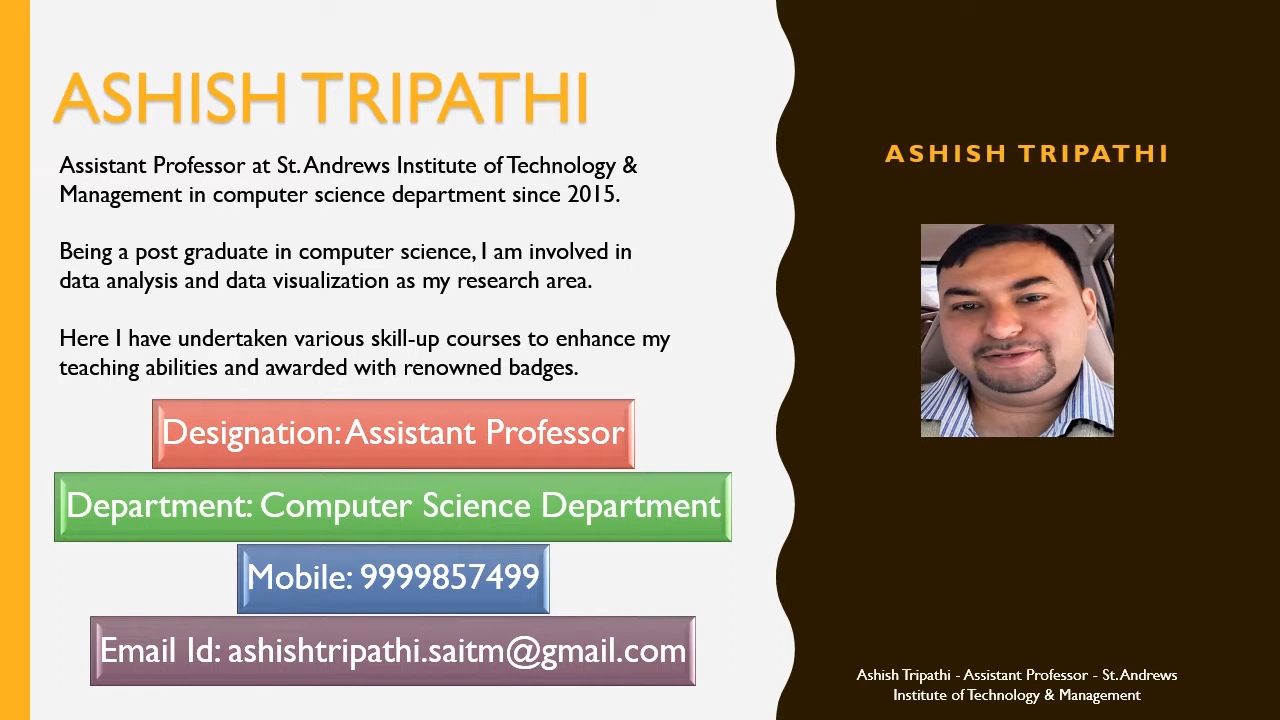 ASHISH TRIPATHI
Assistant Professor at St. Andrews Institute of Technology &
Management in computer science department since 2015.
Being a post graduate in computer science, I am involved in
data analysis and data visualization as my research area.
Here I have undertaken various skill-up courses to enhance my
teaching abilities and awarded with renowned badges.
Designation: Assistant Professor
Department: Computer Science Department
Mobile: 9999857499
Email Id: ashishtripathi.saitm@gmail.com
ASHISH TRIPATHI
Ashish Tripathi - Assistant Professor - St. Andrews
Institute of Technology & Management